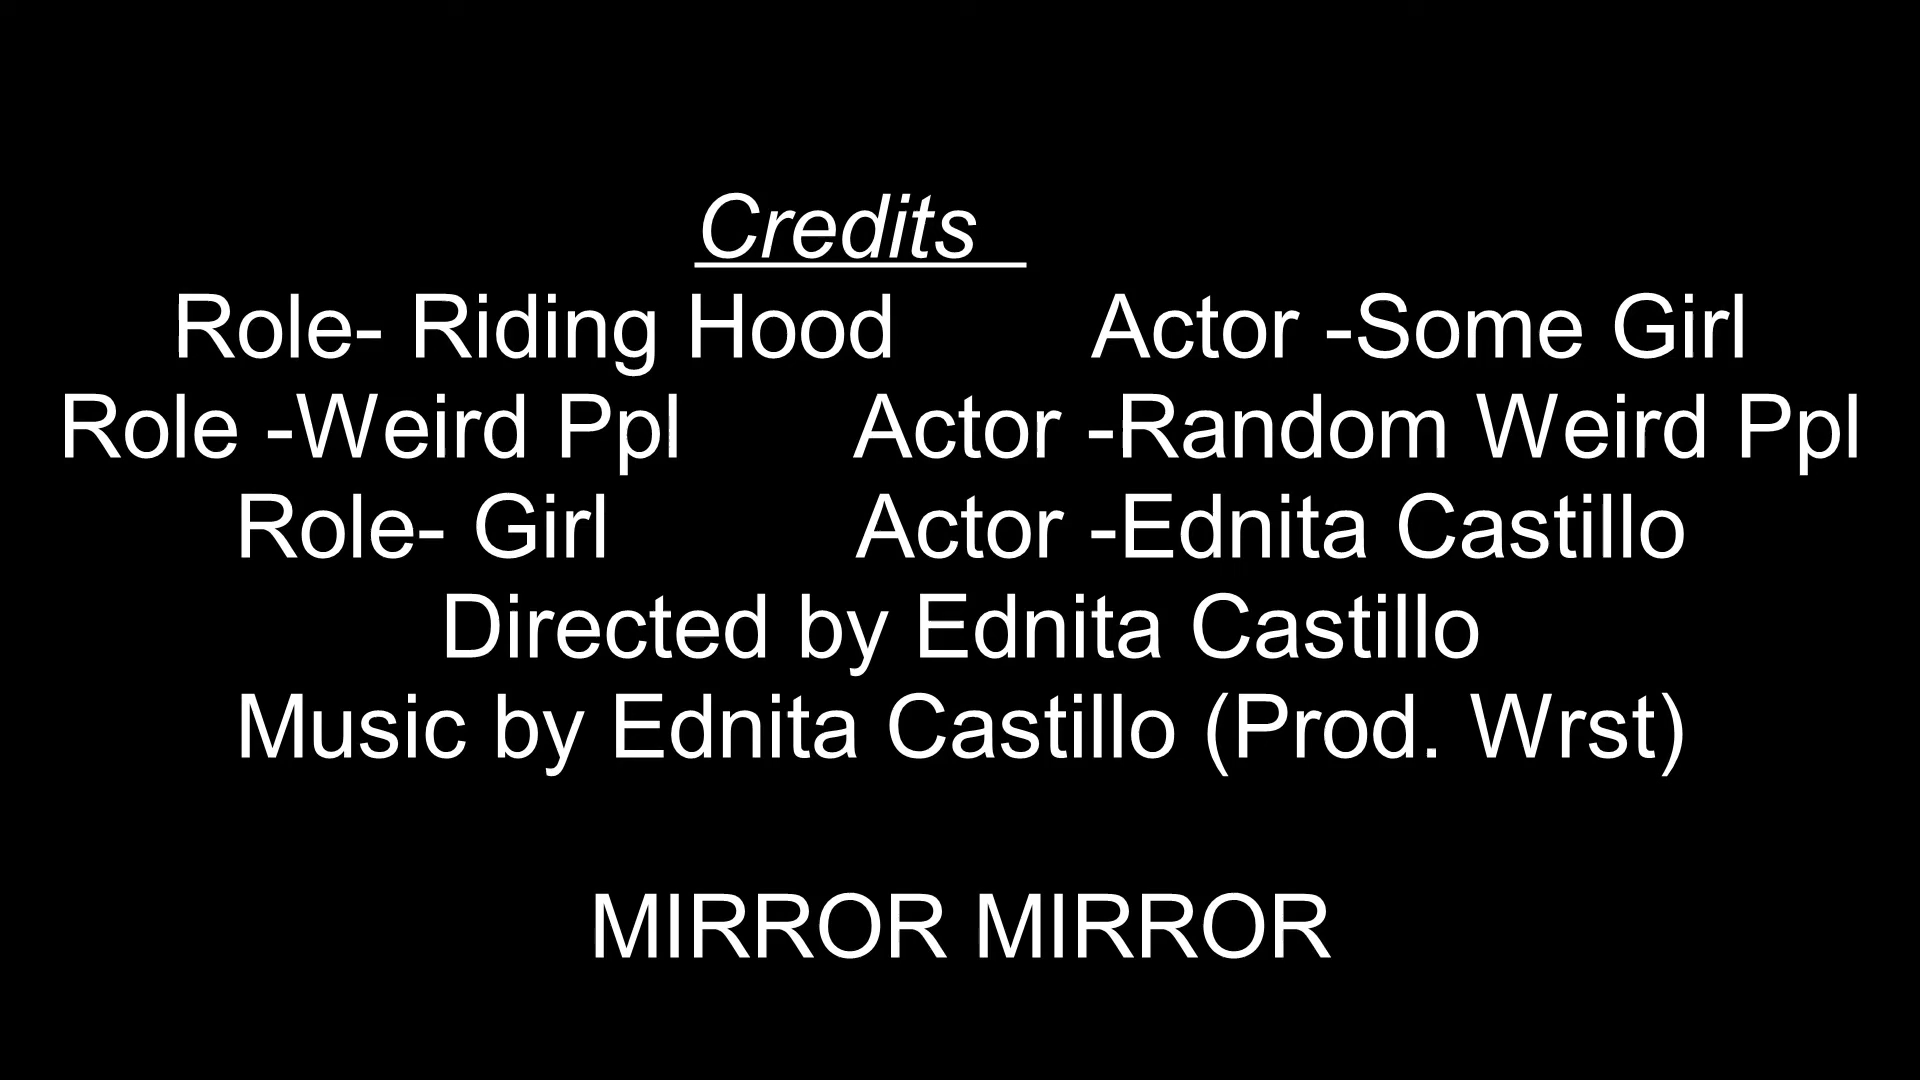 Credits
Role- Riding Hood Actor -Some Girl
Role -Weird Ppl Actor -Random Weird Ppl
Role- Girl Actor -Ednita Castillo
Directed by Ednita Castillo
Music by Ednita Castillo (Prod. Wrst)
MIRROR MIRROR